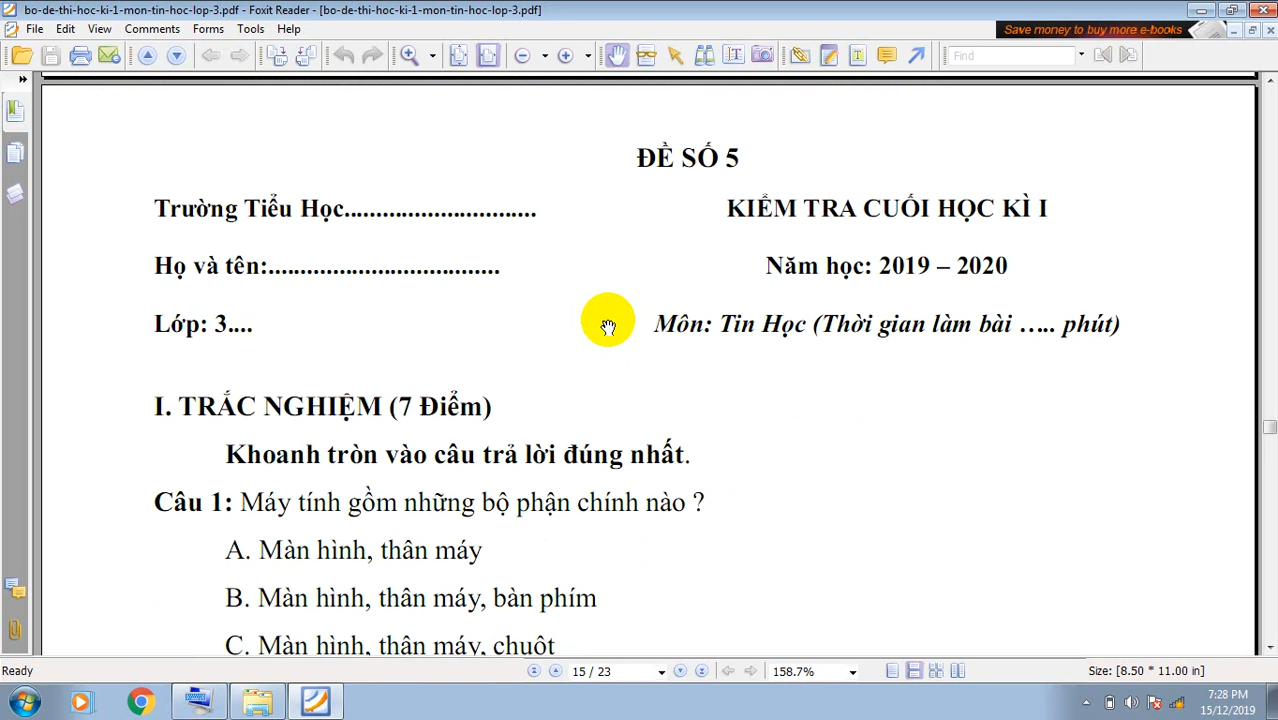 bo-de-thi-hoc-ki-1-mon-tin-hoc-lop-3.pdf - Foxit Reader - [bo-de-thi-hoc-ki-1-mon-tin-hoc-lop-3.pdf]
File Edit View Comments Forms Tools Help
Save money to buy more e-books
Find
ĐỀ SỐ 5
Trường Tiểu Học.............................. KIỂM TRA CUỐI HỌC KÌ I
Họ và tên:.................................... Năm học: 2019 – 2020
Lớp: 3.... Môn: Tin Học (Thời gian làm bài ….. phút)
I. TRẮC NGHIỆM (7 Điểm)
Khoanh tròn vào câu trả lời đúng nhất.
Câu 1: Máy tính gồm những bộ phận chính nào ?
A. Màn hình, thân máy
B. Màn hình, thân máy, bàn phím
C. Màn hình, thân máy, chuột
Ready 15 / 23 158.7% Size: [8.50 * 11.00 in]
7:28 PM
15/12/2019